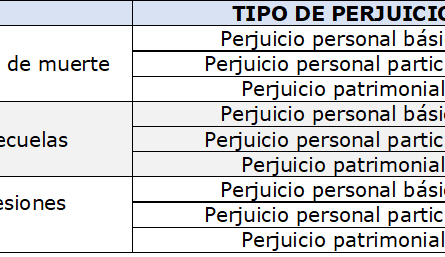 TIPO DE PERJUICIO
Perjuicio personal bási
de muerte
Perjuicio personal partic
Perjuicio patrimonial
Perjuicio personal bási
ecuelas
Perjuicio personal partic
Perjuicio patrimonial
Perjuicio personal bási
esiones
Perjuicio personal partic
Perjuicio patrimonial